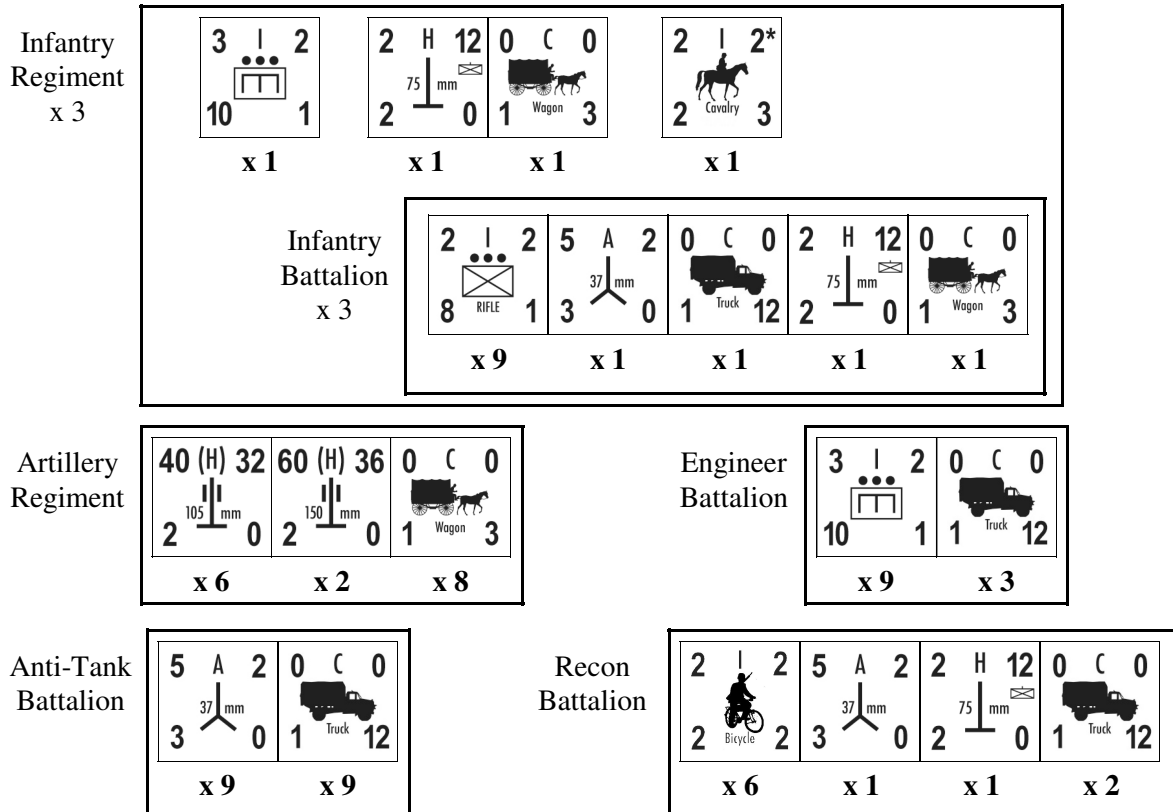 Infantry
Regiment
x 3
3 I 2
10 1
x 1
2 H 12
75 mm
2 0
x 1
0 C 0
Wagon
1 3
x 1
2 I 2*
Cavalry
2 3
x 1
Infantry
Battalion
x 3
2 I 2
RIFLE
8 1
x 9
5 A 2
37 mm
3 0
x 1
0 C 0
Truck
1 12
x 1
2 H 12
75 mm
2 0
x 1
0 C 0
Wagon
1 3
x 1
Artillery
Regiment
40 (H) 32
105 mm
2 0
x 6
60 (H) 36
150 mm
2 0
x 2
0 C 0
Wagon
1 3
x 8
Engineer
Battalion
3 I 2
10 1
x 9
0 C 0
Truck
1 12
x 3
Anti-Tank
Battalion
5 A 2
37 mm
3 0
x 9
0 C 0
Truck
1 12
x 9
Recon
Battalion
2 I 2
Bicycle
2 2
x 6
5 A 2
37 mm
3 0
x 1
2 H 12
75 mm
2 0
x 1
0 C 0
Truck
1 12
x 2